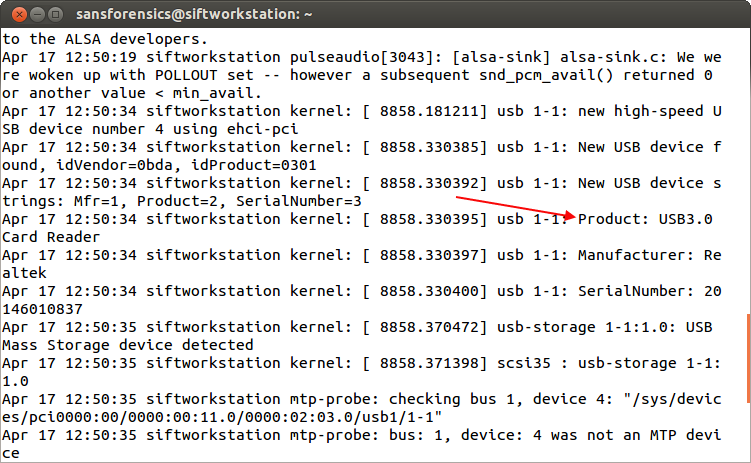 sansforensics@siftworkstation: ~
to the ALSA developers.
Apr 17 12:50:19 siftworkstation pulseaudio[3043]: [alsa-sink] alsa-sink.c: We we
re woken up with POLLOUT set -- however a subsequent snd_pcm_avail() returned 0
or another value < min_avail.
Apr 17 12:50:34 siftworkstation kernel: [ 8858.181211] usb 1-1: new high-speed U
SB device number 4 using ehci-pci
Apr 17 12:50:34 siftworkstation kernel: [ 8858.330385] usb 1-1: New USB device f
ound, idVendor=0bda, idProduct=0301
Apr 17 12:50:34 siftworkstation kernel: [ 8858.330392] usb 1-1: New USB device s
trings: Mfr=1, Product=2, SerialNumber=3
Apr 17 12:50:34 siftworkstation kernel: [ 8858.330395] usb 1-1: Product: USB3.0
Card Reader
Apr 17 12:50:34 siftworkstation kernel: [ 8858.330397] usb 1-1: Manufacturer: Re
altek
Apr 17 12:50:34 siftworkstation kernel: [ 8858.330400] usb 1-1: SerialNumber: 20
146010837
Apr 17 12:50:35 siftworkstation kernel: [ 8858.370472] usb-storage 1-1:1.0: USB
Mass Storage device detected
Apr 17 12:50:35 siftworkstation kernel: [ 8858.371398] scsi35 : usb-storage 1-1:
1.0
Apr 17 12:50:35 siftworkstation mtp-probe: checking bus 1, device 4: "/sys/devic
es/pci0000:00/0000:00:11.0/0000:02:03.0/usb1/1-1"
Apr 17 12:50:35 siftworkstation mtp-probe: bus: 1, device: 4 was not an MTP devi
ce